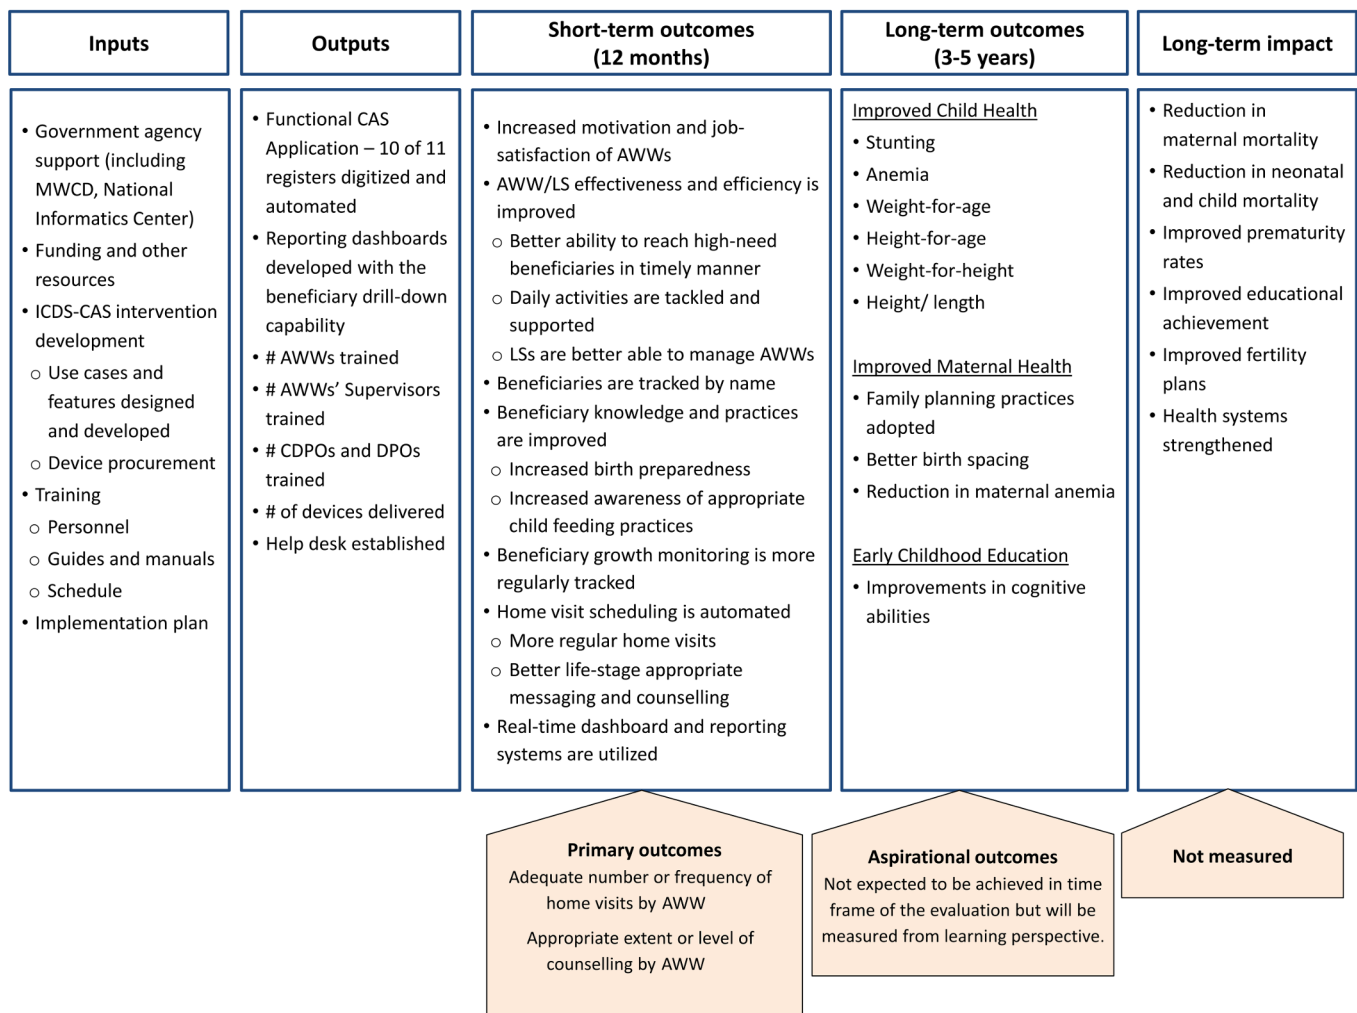 Inputs
Outputs
Short-term outcomes
(12 months)
Long-term outcomes
(3-5 years)
Long-term impact
• Government agency
support (including
MWCD, National
Informatics Center)
• Funding and other
resources
• ICDS-CAS intervention
development
o Use cases and
features designed
and developed
o Device procurement
• Training
o Personnel
o Guides and manuals
o Schedule
• Implementation plan
• Functional CAS
Application – 10 of 11
registers digitized and
automated
• Reporting dashboards
developed with the
beneficiary drill-down
capability
• # AWWs trained
• # AWWs’ Supervisors
trained
• # CDPOs and DPOs
trained
• # of devices delivered
• Help desk established
• Increased motivation and job-
satisfaction of AWWs
• AWW/LS effectiveness and efficiency is
improved
o Better ability to reach high-need
beneficiaries in timely manner
o Daily activities are tackled and
supported
o LSs are better able to manage AWWs
• Beneficiaries are tracked by name
• Beneficiary knowledge and practices
are improved
o Increased birth preparedness
o Increased awareness of appropriate
child feeding practices
• Beneficiary growth monitoring is more
regularly tracked
• Home visit scheduling is automated
o More regular home visits
o Better life-stage appropriate
messaging and counselling
• Real-time dashboard and reporting
systems are utilized
Improved Child Health
• Stunting
• Anemia
• Weight-for-age
• Height-for-age
• Weight-for-height
• Height/ length
Improved Maternal Health
• Family planning practices
adopted
• Better birth spacing
• Reduction in maternal anemia
Early Childhood Education
• Improvements in cognitive
abilities
• Reduction in
maternal mortality
• Reduction in neonatal
and child mortality
• Improved prematurity
rates
• Improved educational
achievement
• Improved fertility
plans
• Health systems
strengthened
Primary outcomes
Adequate number or frequency of
home visits by AWW
Appropriate extent or level of
counselling by AWW
Aspirational outcomes
Not expected to be achieved in time
frame of the evaluation but will be
measured from learning perspective.
Not measured